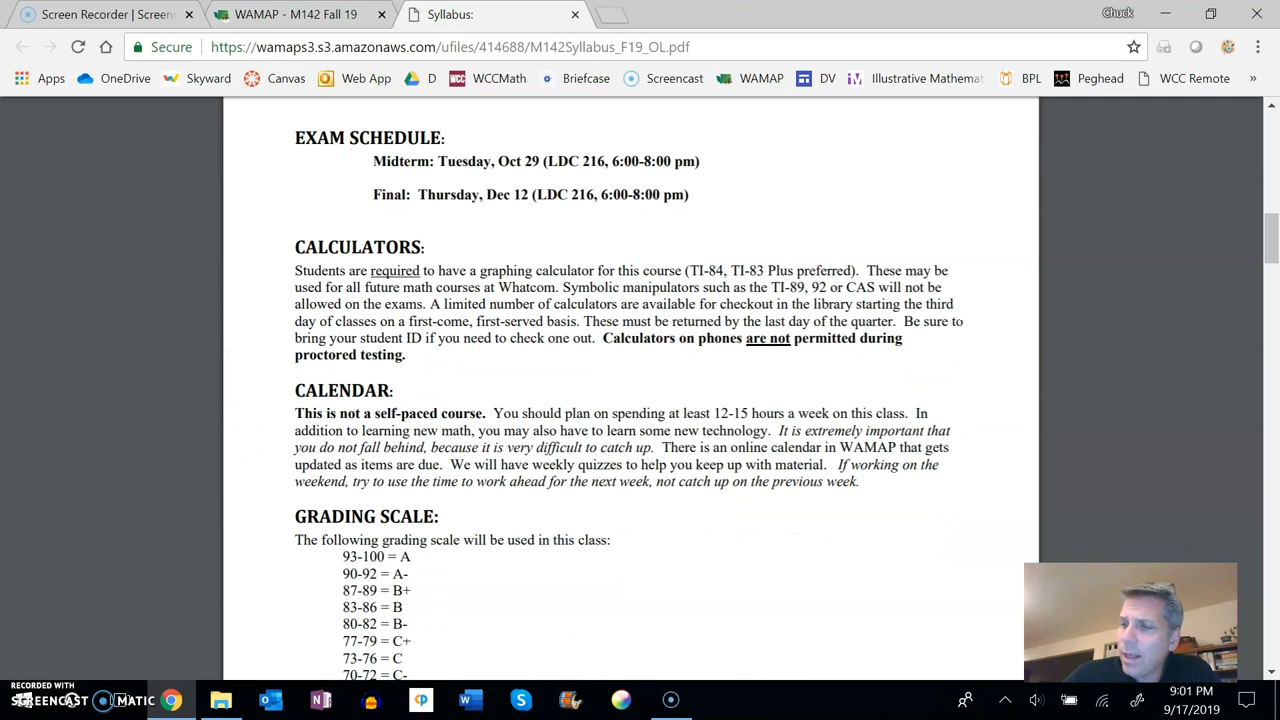 Screen Recorder | Screen
WAMAP - M142 Fall 19
Syllabus:
Chuck
Secure
https://wamaps3.s3.amazonaws.com/ufiles/414688/M142Syllabus_F19_OL.pdf
Apps OneDrive Skyward Canvas Web App D WCCMath Briefcase Screencast WAMAP DV Illustrative Mathemat BPL Peghead WCC Remote »
EXAM SCHEDULE:
Midterm: Tuesday, Oct 29 (LDC 216, 6:00-8:00 pm)
Final: Thursday, Dec 12 (LDC 216, 6:00-8:00 pm)
CALCULATORS:
Students are required to have a graphing calculator for this course (TI-84, TI-83 Plus preferred). These may be
used for all future math courses at Whatcom. Symbolic manipulators such as the TI-89, 92 or CAS will not be
allowed on the exams. A limited number of calculators are available for checkout in the library starting the third
day of classes on a first-come, first-served basis. These must be returned by the last day of the quarter. Be sure to
bring your student ID if you need to check one out. Calculators on phones are not permitted during
proctored testing.
CALENDAR:
This is not a self-paced course. You should plan on spending at least 12-15 hours a week on this class. In
addition to learning new math, you may also have to learn some new technology. It is extremely important that
you do not fall behind, because it is very difficult to catch up. There is an online calendar in WAMAP that gets
updated as items are due. We will have weekly quizzes to help you keep up with material. If working on the
weekend, try to use the time to work ahead for the next week, not catch up on the previous week.
GRADING SCALE:
The following grading scale will be used in this class:
93-100 = A
90-92 = A-
87-89 = B+
83-86 = B
80-82 = B-
77-79 = C+
73-76 = C
70-72 = C-
RECORDED WITH
SCREENCAST MATIC
9:01 PM
9/17/2019